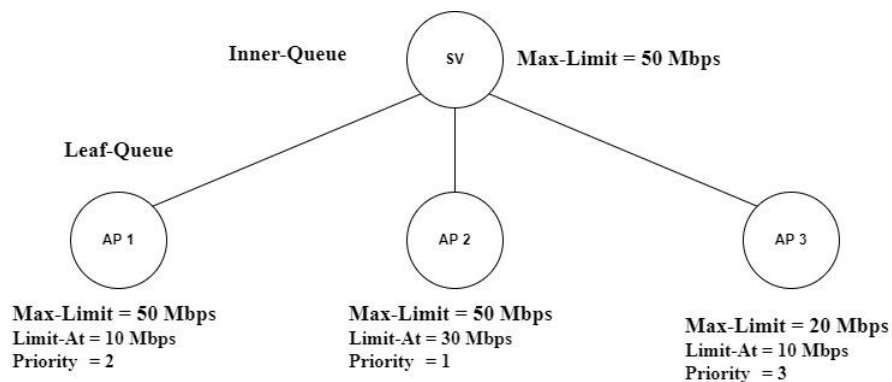 Inner-Queue
SV
Max-Limit = 50 Mbps
Leaf-Queue
AP 1
AP 2
AP 3
Max-Limit = 50 Mbps
Limit-At = 10 Mbps
Priority = 2
Max-Limit = 50 Mbps
Limit-At = 30 Mbps
Priority = 1
Max-Limit = 20 Mbps
Limit-At = 10 Mbps
Priority = 3